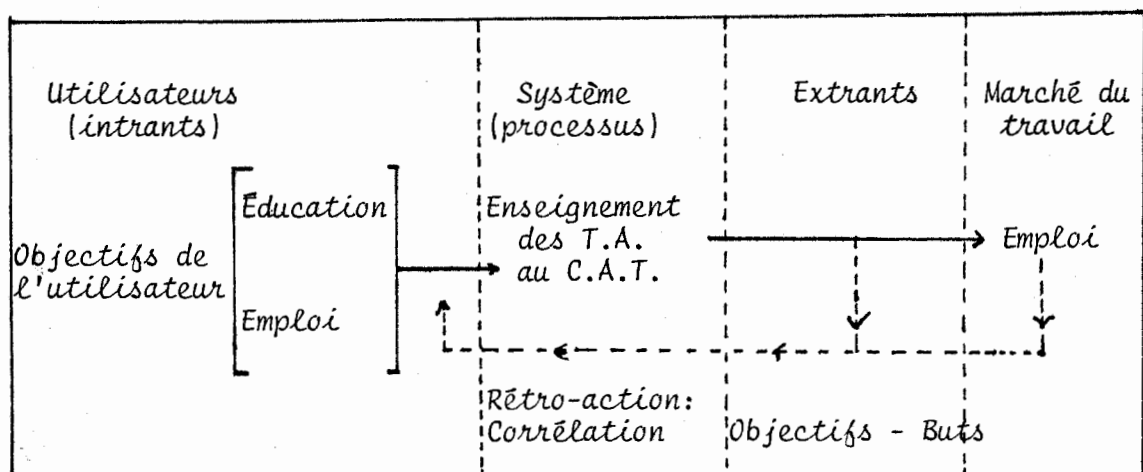 Utilisateurs
(intrants)
Système
(processus)
Extrants
Marché du
travail
Objectifs de
l'utilisateur
Éducation
Emploi
Enseignement
des T.A.
au C.A.T.
Emploi
Rétro-action:
Corrélation
Objectifs - Buts